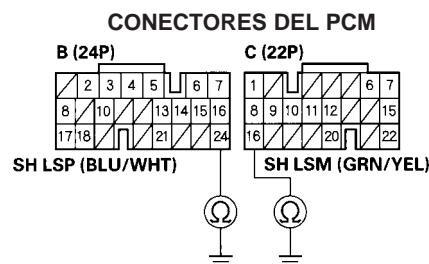 CONECTORES DEL PCM
B (24P) C (22P)
2 3 4 5 6 7 1 6 7
8 10 13 14 15 16 8 9 10 11 12 15
17 18 21 24 16 20 22
SH LSP (BLU/WHT) SH LSM (GRN/YEL)
Ω Ω